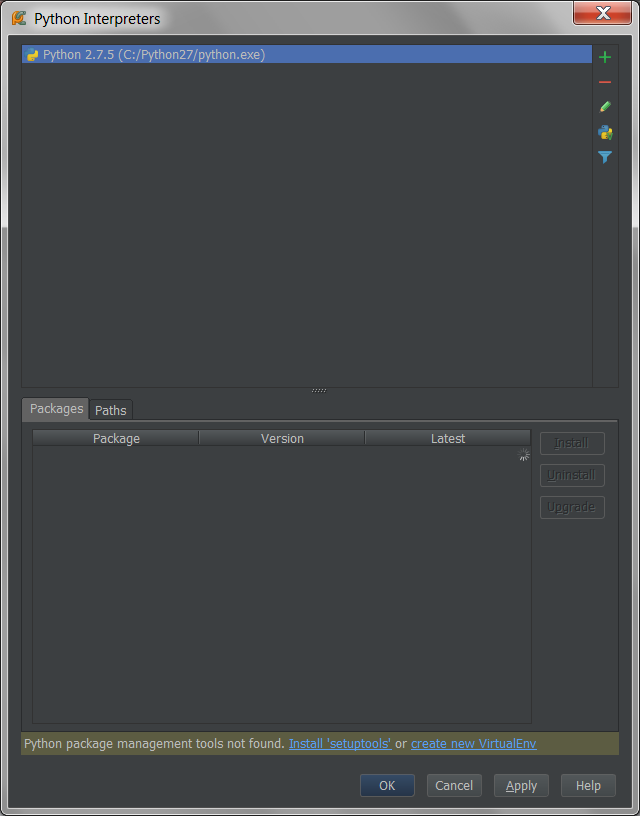 Python Interpreters
Python 2.7.5 (C:/Python27/python.exe)
Packages Paths
Package Version Latest
Install
Uninstall
Upgrade
Python package management tools not found. Install 'setuptools' or create new VirtualEnv
OK Cancel Apply Help